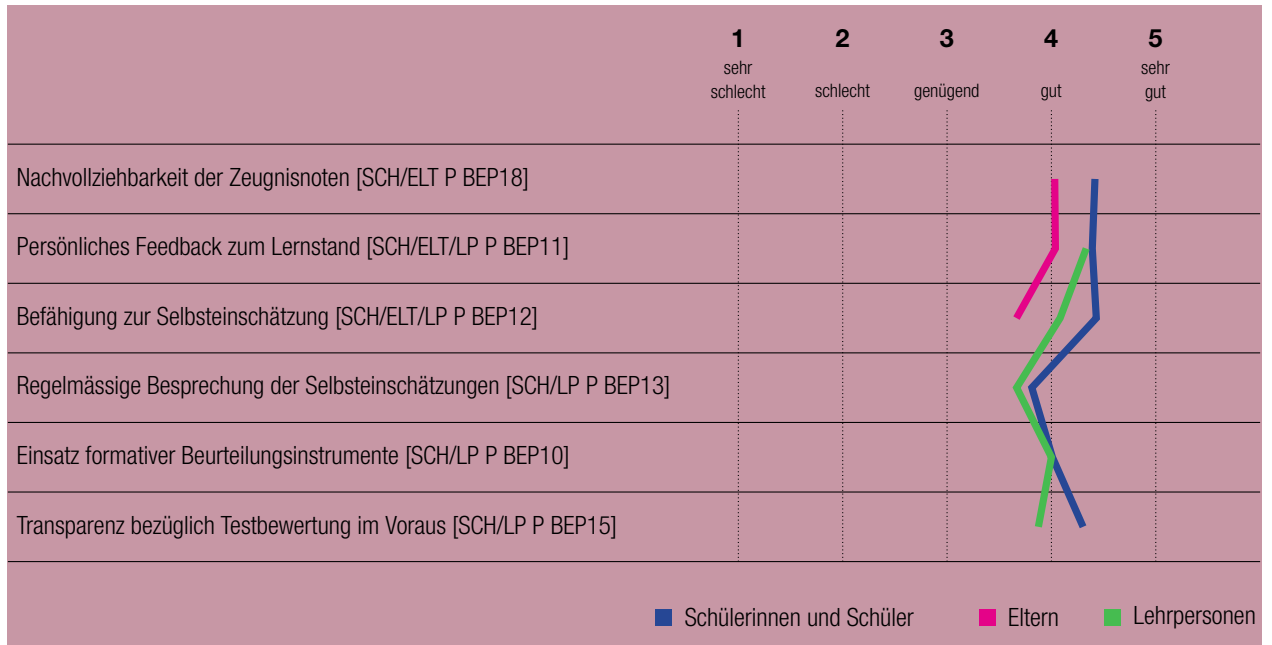 1 2 3 4 5
sehr schlecht schlecht genügend gut sehr gut
Nachvollziehbarkeit der Zeugnisnoten [SCH/ELT P BEP18]
Persönliches Feedback zum Lernstand [SCH/ELT/LP P BEP11]
Befähigung zur Selbsteinschätzung [SCH/ELT/LP P BEP12]
Regelmässige Besprechung der Selbsteinschätzungen [SCH/LP P BEP13]
Einsatz formativer Beurteilungsinstrumente [SCH/LP P BEP10]
Transparenz bezüglich Testbewertung im Voraus [SCH/LP P BEP15]
Schülerinnen und Schüler Eltern Lehrpersonen